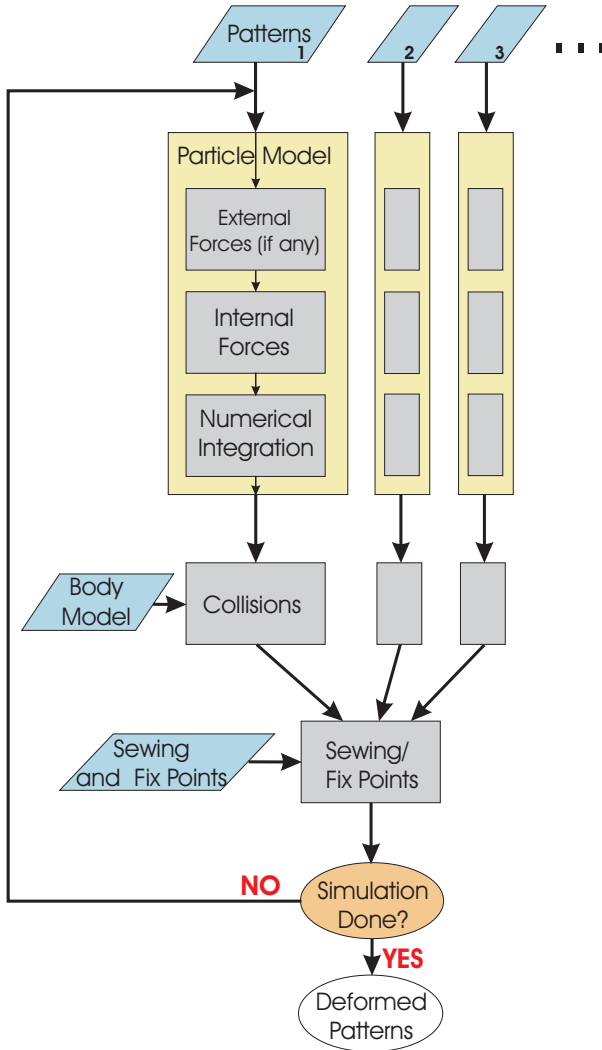 Patterns
1
2
3
Particle Model
External
Forces (if any)
Internal
Forces
Numerical
Integration
Body
Model
Collisions
Sewing
and Fix Points
Sewing/
Fix Points
NO
Simulation
Done?
YES
Deformed
Patterns